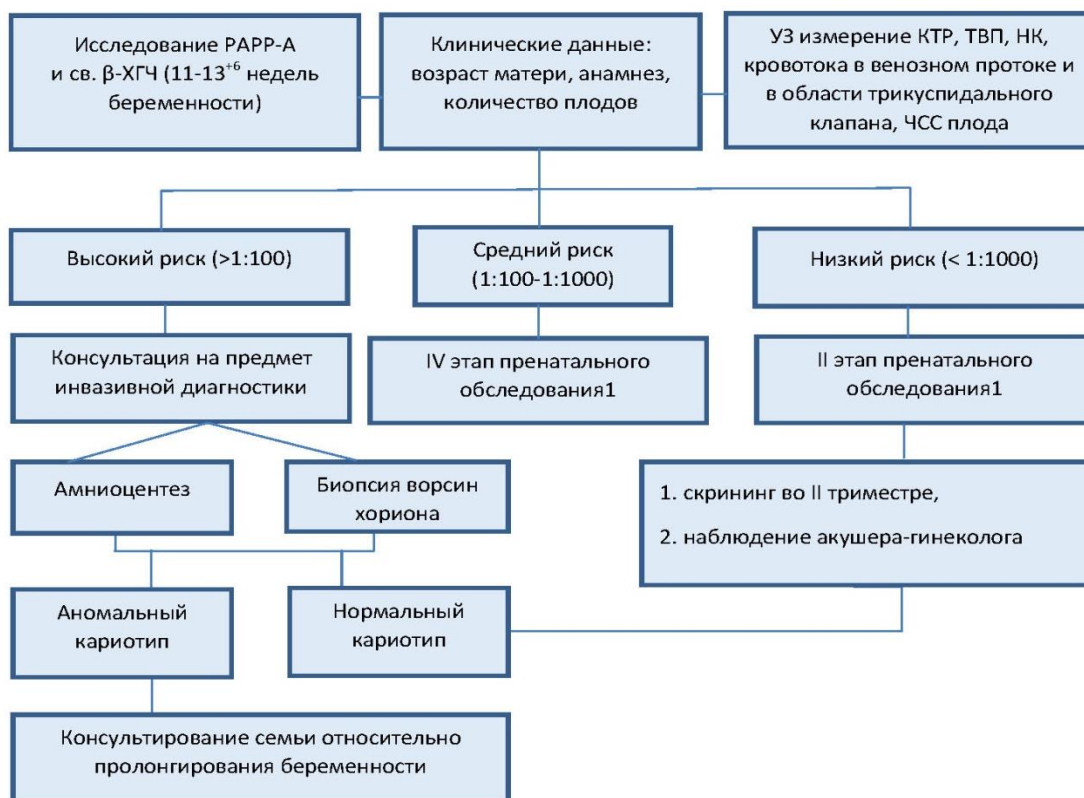 Исследование PAPP-A
и св. β-ХГЧ (11-13⁺⁶ недель
беременности)
Клинические данные:
возраст матери, анамнез,
количество плодов
УЗ измерение КТР, ТВП, НК,
кровотока в венозном протоке и
в области трикуспидального
клапана, ЧСС плода
Высокий риск (>1:100)
Средний риск
(1:100-1:1000)
Низкий риск (< 1:1000)
Консультация на предмет
инвазивной диагностики
IV этап пренатального
обследования1
II этап пренатального
обследования1
Амниоцентез
Биопсия ворсин
хориона
1. скрининг во II триместре,
2. наблюдение акушера-гинеколога
Аномальный
кариотип
Нормальный
кариотип
Консультирование семьи относительно
пролонгирования беременности